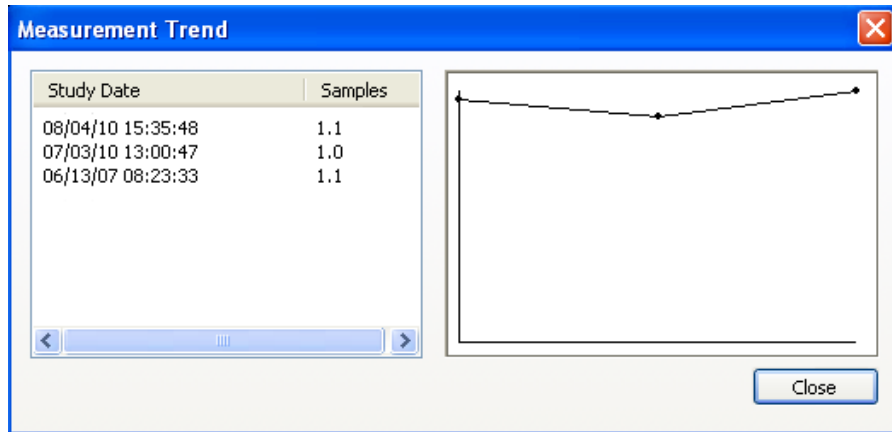 Measurement Trend
Study Date Samples
08/04/10 15:35:48 1.1
07/03/10 13:00:47 1.0
06/13/07 08:23:33 1.1
Close